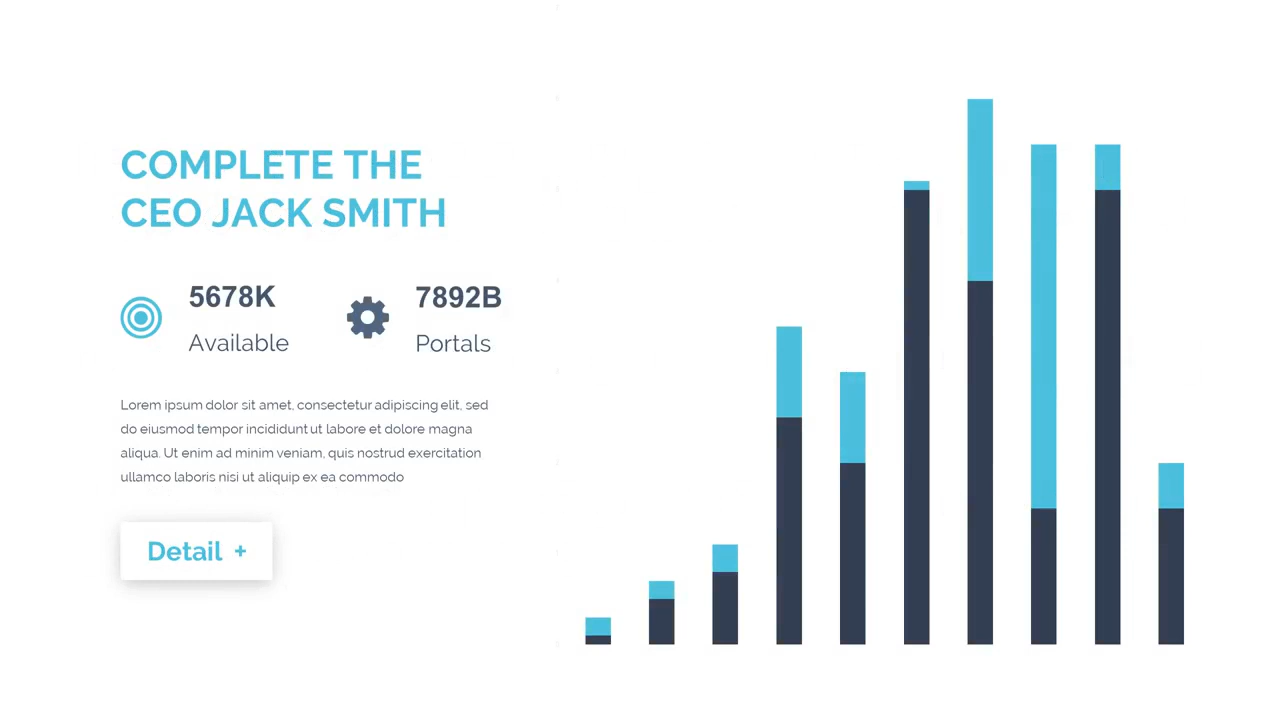 COMPLETE THE
CEO JACK SMITH
5678K
Available
7892B
Portals
Lorem ipsum dolor sit amet, consectetur adipiscing elit, sed
do eiusmod tempor incididunt ut labore et dolore magna
aliqua. Ut enim ad minim veniam, quis nostrud exercitation
ullamco laboris nisi ut aliquip ex ea commodo
Detail +